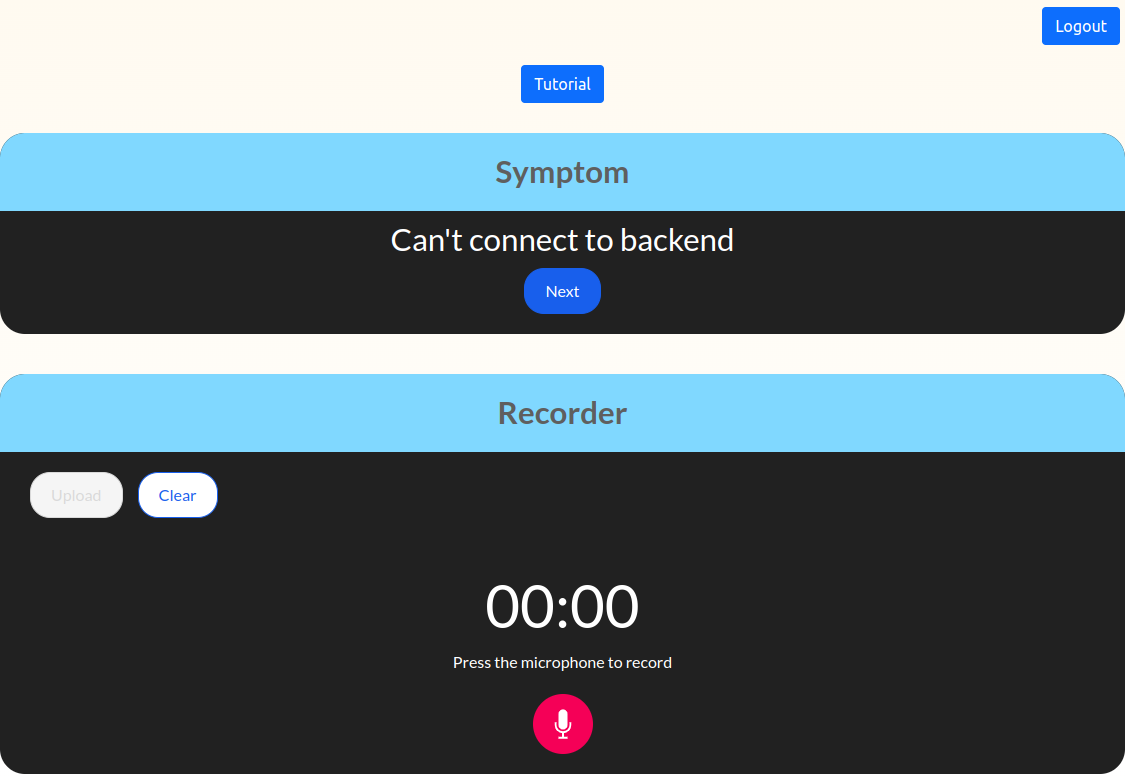 Logout
Tutorial
Symptom
Can't connect to backend
Next
Recorder
Upload Clear
00:00
Press the microphone to record